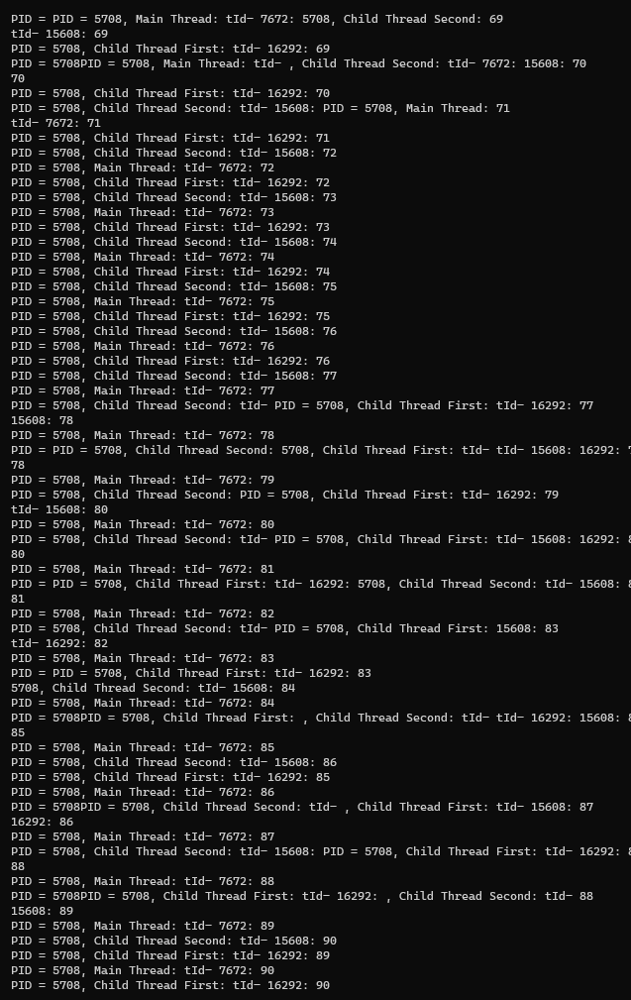 PID = PID = 5708, Main Thread: tId- 7672: 5708, Child Thread Second: 69
tId- 15608: 69
PID = 5708, Child Thread First: tId- 16292: 69
PID = 5708PID = 5708, Main Thread: tId- , Child Thread Second: tId- 7672: 15608: 70
70
PID = 5708, Child Thread First: tId- 16292: 70
PID = 5708, Child Thread Second: tId- 15608: PID = 5708, Main Thread: 71
tId- 7672: 71
PID = 5708, Child Thread First: tId- 16292: 71
PID = 5708, Child Thread Second: tId- 15608: 72
PID = 5708, Main Thread: tId- 7672: 72
PID = 5708, Child Thread First: tId- 16292: 72
PID = 5708, Child Thread Second: tId- 15608: 73
PID = 5708, Main Thread: tId- 7672: 73
PID = 5708, Child Thread First: tId- 16292: 73
PID = 5708, Child Thread Second: tId- 15608: 74
PID = 5708, Main Thread: tId- 7672: 74
PID = 5708, Child Thread First: tId- 16292: 74
PID = 5708, Child Thread Second: tId- 15608: 75
PID = 5708, Main Thread: tId- 7672: 75
PID = 5708, Child Thread First: tId- 16292: 75
PID = 5708, Child Thread Second: tId- 15608: 76
PID = 5708, Main Thread: tId- 7672: 76
PID = 5708, Child Thread First: tId- 16292: 76
PID = 5708, Child Thread Second: tId- 15608: 77
PID = 5708, Main Thread: tId- 7672: 77
PID = 5708, Child Thread Second: tId- PID = 5708, Child Thread First: tId- 16292: 77
15608: 78
PID = 5708, Main Thread: tId- 7672: 78
PID = PID = 5708, Child Thread Second: 5708, Child Thread First: tId- tId- 15608: 16292:
78
PID = 5708, Main Thread: tId- 7672: 79
PID = 5708, Child Thread Second: PID = 5708, Child Thread First: tId- 16292: 79
tId- 15608: 80
PID = 5708, Main Thread: tId- 7672: 80
PID = 5708, Child Thread Second: tId- PID = 5708, Child Thread First: tId- 15608: 16292:
80
PID = 5708, Main Thread: tId- 7672: 81
PID = PID = 5708, Child Thread First: tId- 16292: 5708, Child Thread Second: tId- 15608:
81
PID = 5708, Main Thread: tId- 7672: 82
PID = 5708, Child Thread Second: tId- PID = 5708, Child Thread First: 15608: 83
tId- 16292: 82
PID = 5708, Main Thread: tId- 7672: 83
PID = PID = 5708, Child Thread First: tId- 16292: 83
5708, Child Thread Second: tId- 15608: 84
PID = 5708, Main Thread: tId- 7672: 84
PID = 5708PID = 5708, Child Thread First: , Child Thread Second: tId- tId- 16292: 15608:
85
PID = 5708, Main Thread: tId- 7672: 85
PID = 5708, Child Thread Second: tId- 15608: 86
PID = 5708, Child Thread First: tId- 16292: 85
PID = 5708, Main Thread: tId- 7672: 86
PID = 5708PID = 5708, Child Thread Second: tId- , Child Thread First: tId- 15608: 87
16292: 86
PID = 5708, Main Thread: tId- 7672: 87
PID = 5708, Child Thread Second: tId- 15608: PID = 5708, Child Thread First: tId- 16292:
88
PID = 5708, Main Thread: tId- 7672: 88
PID = 5708PID = 5708, Child Thread First: tId- 16292: , Child Thread Second: tId- 88
15608: 89
PID = 5708, Main Thread: tId- 7672: 89
PID = 5708, Child Thread Second: tId- 15608: 90
PID = 5708, Child Thread First: tId- 16292: 89
PID = 5708, Main Thread: tId- 7672: 90
PID = 5708, Child Thread First: tId- 16292: 90